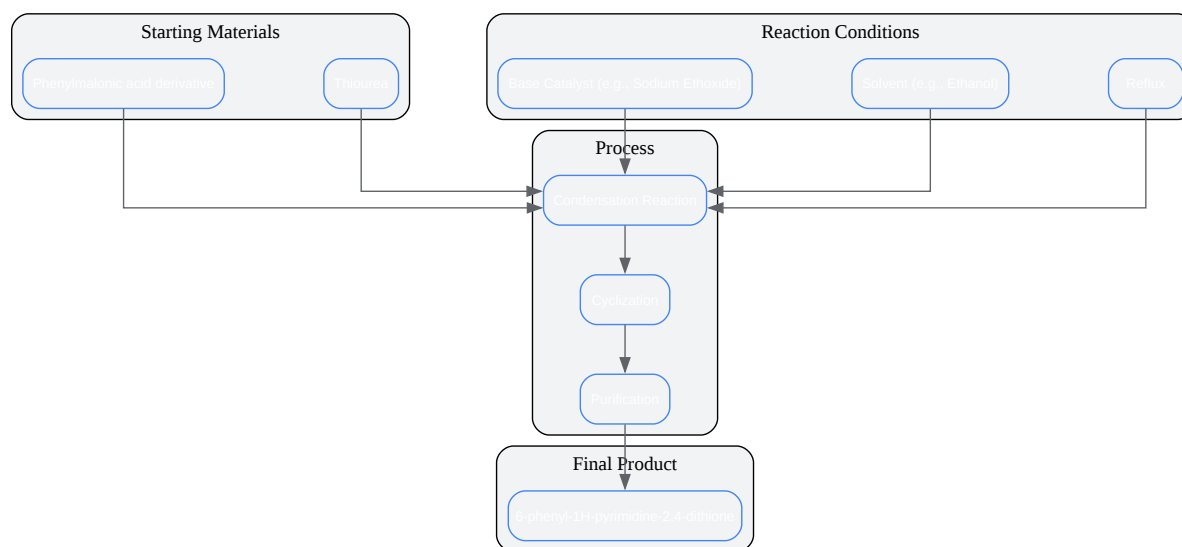 Starting Materials
Reaction Conditions
Phenylmalonic acid derivative
Thiourea
Base Catalyst (e.g., Sodium Ethoxide)
Solvent (e.g., Ethanol)
Reflux
Process
Condensation Reaction
Cyclization
Purification
Final Product
6-phenyl-1H-pyrimidine-2,4-dithione